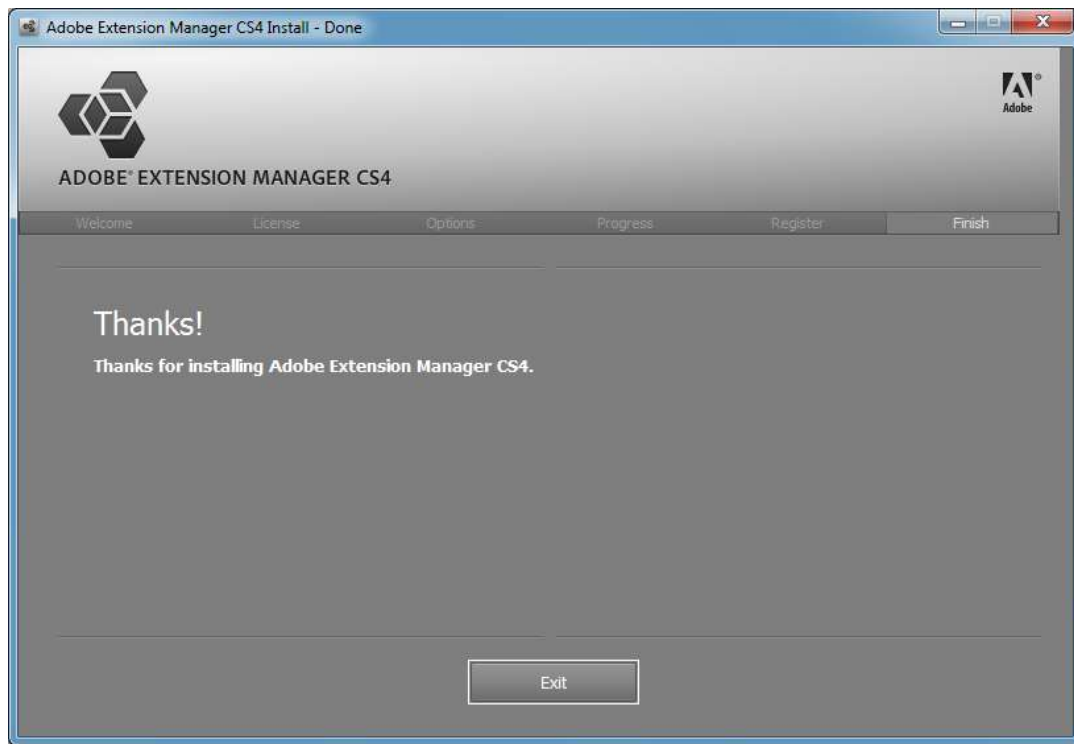 Adobe Extension Manager CS4 Install - Done
Adobe
ADOBE® EXTENSION MANAGER CS4
Welcome License Options Progress Register Finish
Thanks!
Thanks for installing Adobe Extension Manager CS4.
Exit